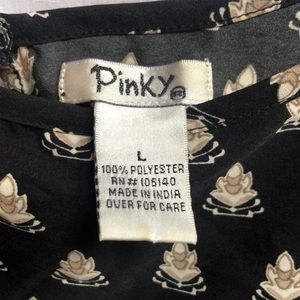 Pinky®
L
100% POLYESTER
RN# 105140
MADE IN INDIA
OVER FOR CARE